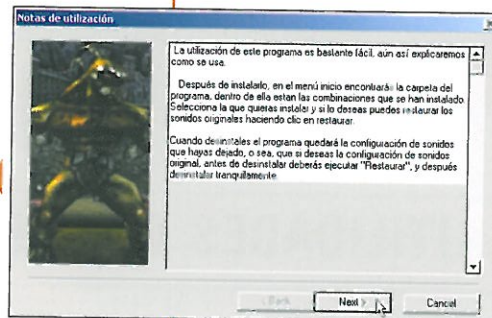 Notas de utilización
La utilización de este programa es bastante fácil, aún así explicaremos
como se usa.
Después de instalarlo, en el menú inicio encontrarás la carpeta del
programa, dentro de ella estan las combinaciones que se han instalado.
Selecciona la que quieras instalar y si lo deseas puedes restaurar los
sonidos originales haciendo clic en restaurar.
Cuando desinstales el programa quedará la configuración de sonidos
que hayas dejado, o sea, que si deseas la configuración de sonidos
original, antes de desinstalar deberás ejecutar "Restaurar", y después
desinstalar tranquilamente.
< Back
Next >
Cancel